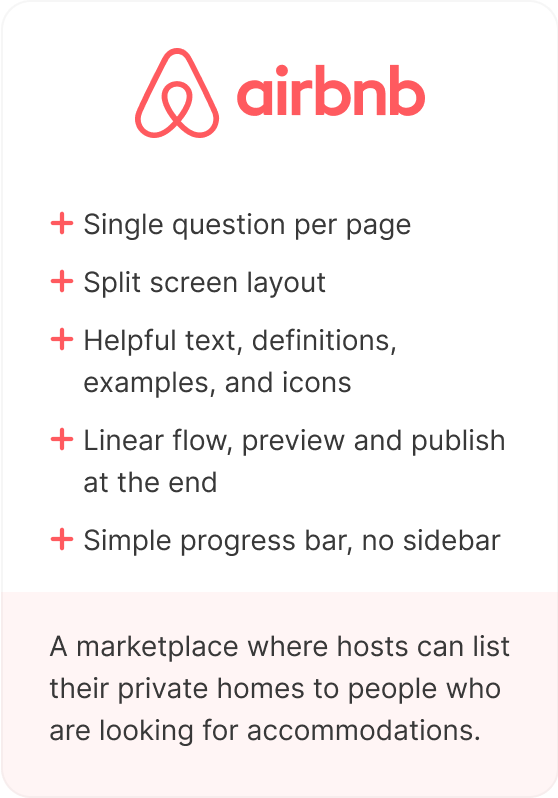 airbnb
Single question per page
Split screen layout
Helpful text, definitions,
examples, and icons
Linear flow, preview and publish
at the end
Simple progress bar, no sidebar
A marketplace where hosts can list
their private homes to people who
are looking for accommodations.